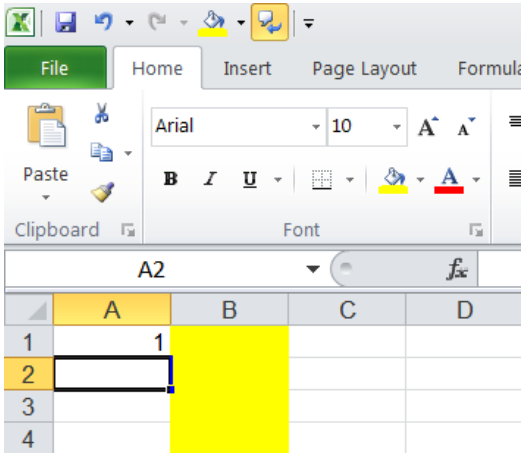 File Home Insert Page Layout Formula
Arial 10 A A
Paste B I U A
Clipboard Font
A2 fx
A B C D
1 1
2
3
4